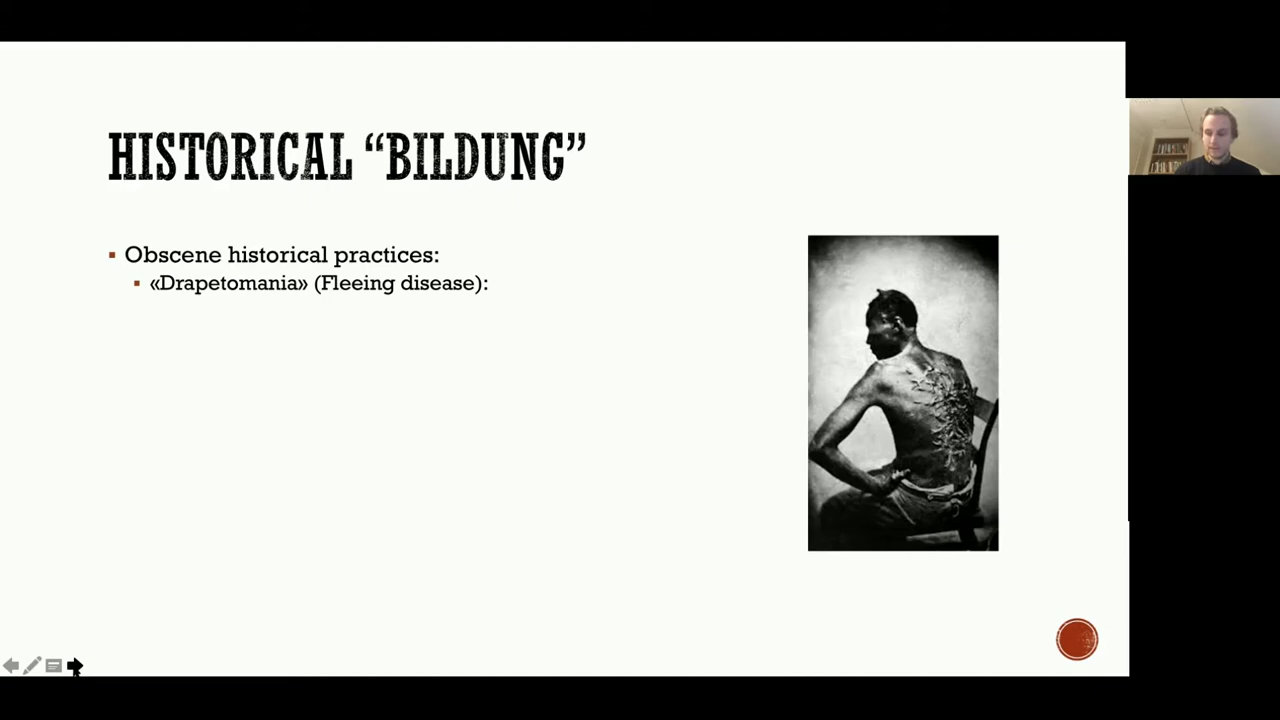 HISTORICAL “BILDUNG”
Obscene historical practices:
«Drapetomania» (Fleeing disease):